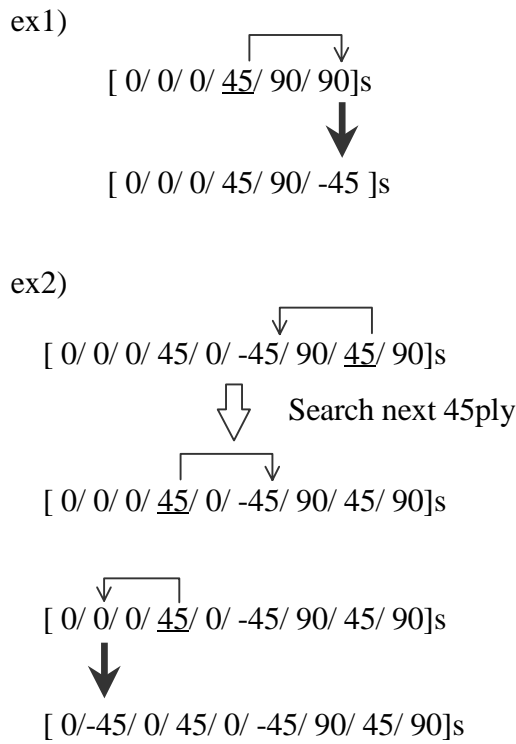 ex1)
[ 0/ 0/ 0/ 45/ 90/ 90]s
[ 0/ 0/ 0/ 45/ 90/ -45 ]s
ex2)
[ 0/ 0/ 0/ 45/ 0/ -45/ 90/ 45/ 90]s
Search next 45ply
[ 0/ 0/ 0/ 45/ 0/ -45/ 90/ 45/ 90]s
[ 0/ 0/ 0/ 45/ 0/ -45/ 90/ 45/ 90]s
[ 0/-45/ 0/ 45/ 0/ -45/ 90/ 45/ 90]s